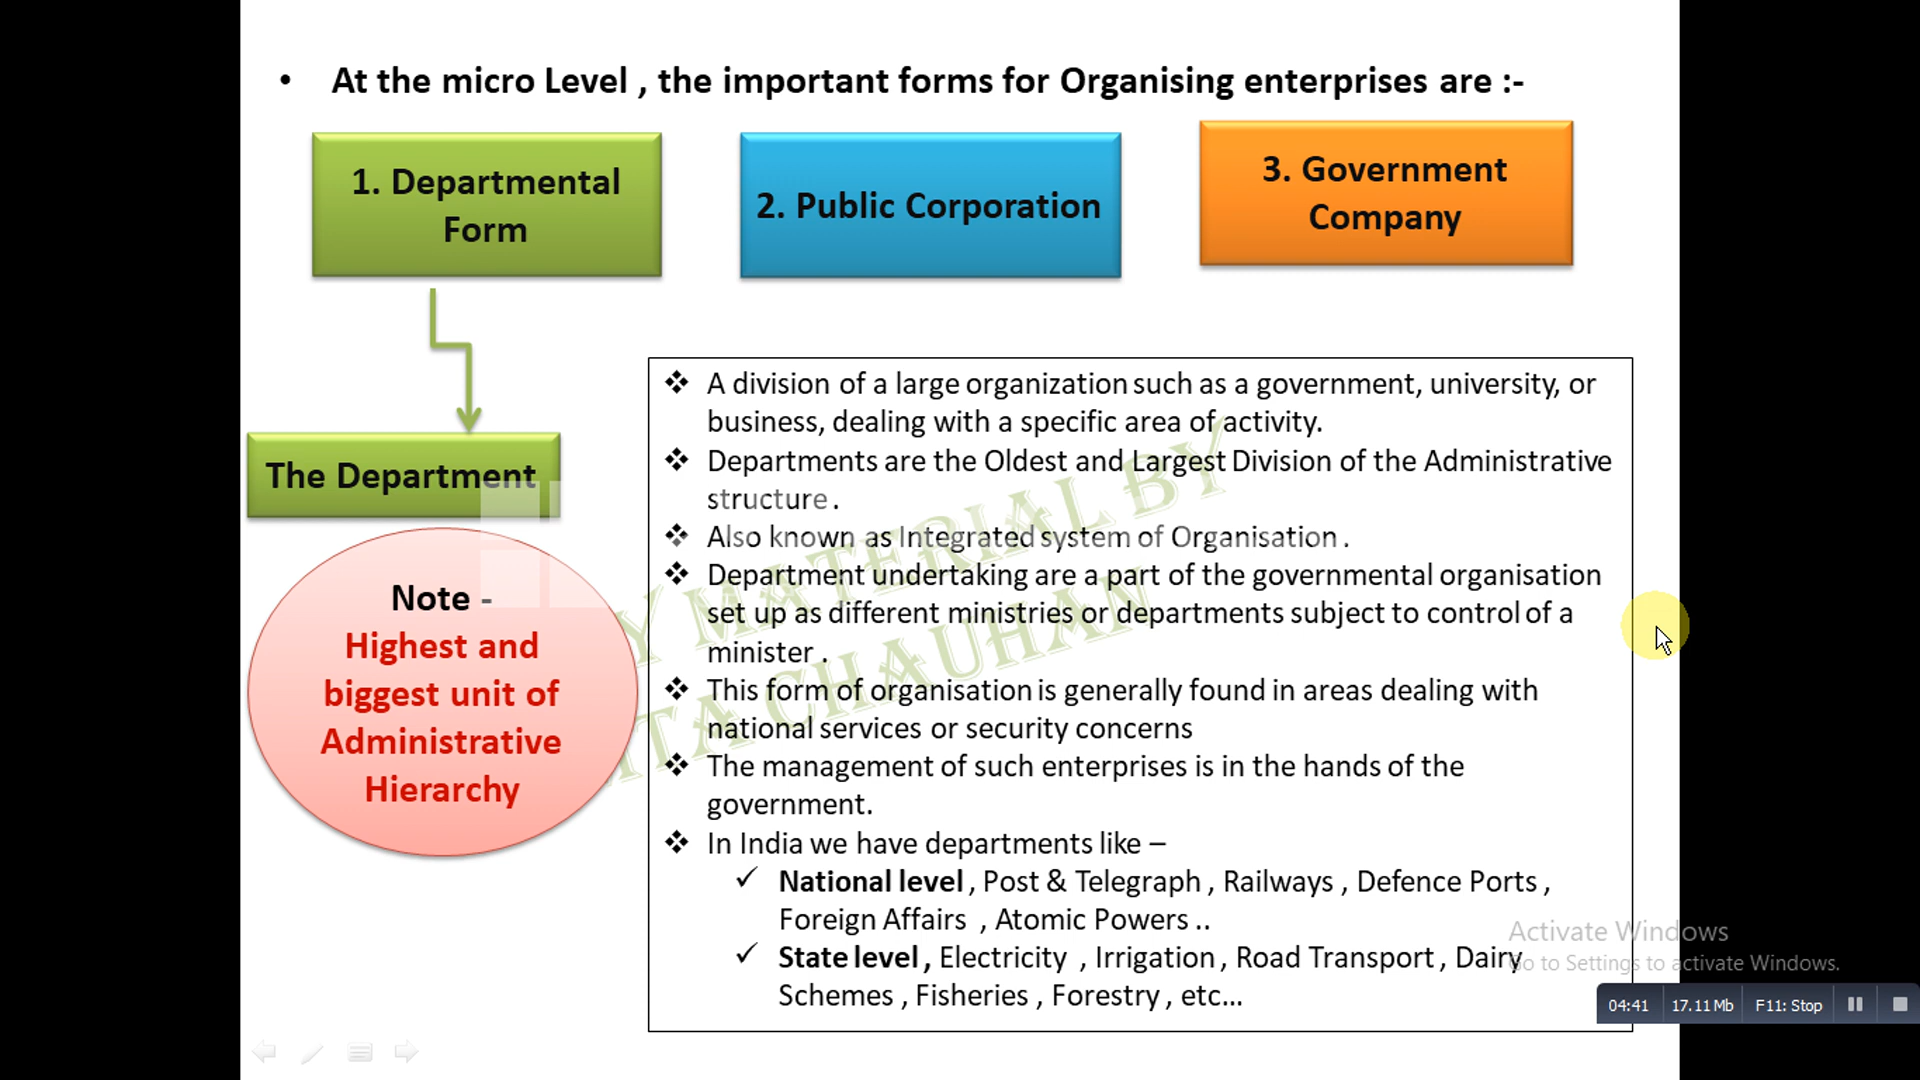 • At the micro Level , the important forms for Organising enterprises are :-
1. Departmental
Form
2. Public Corporation
3. Government
Company
The Department
Note -
Highest and
biggest unit of
Administrative
Hierarchy
❖ A division of a large organization such as a government, university, or
business, dealing with a specific area of activity.
❖ Departments are the Oldest and Largest Division of the Administrative
structure .
❖ Also known as Integrated system of Organisation .
❖ Department undertaking are a part of the governmental organisation
set up as different ministries or departments subject to control of a
minister .
❖ This form of organisation is generally found in areas dealing with
national services or security concerns
❖ The management of such enterprises is in the hands of the
government.
❖ In India we have departments like –
✓ National level , Post & Telegraph , Railways , Defence Ports ,
Foreign Affairs , Atomic Powers ..
✓ State level , Electricity , Irrigation , Road Transport , Dairy
Schemes , Fisheries , Forestry , etc...
MATERIAL BY
CHAUHAN
Activate Windows
Go to Settings to activate Windows.
04:41 17.11 Mb F11: Stop